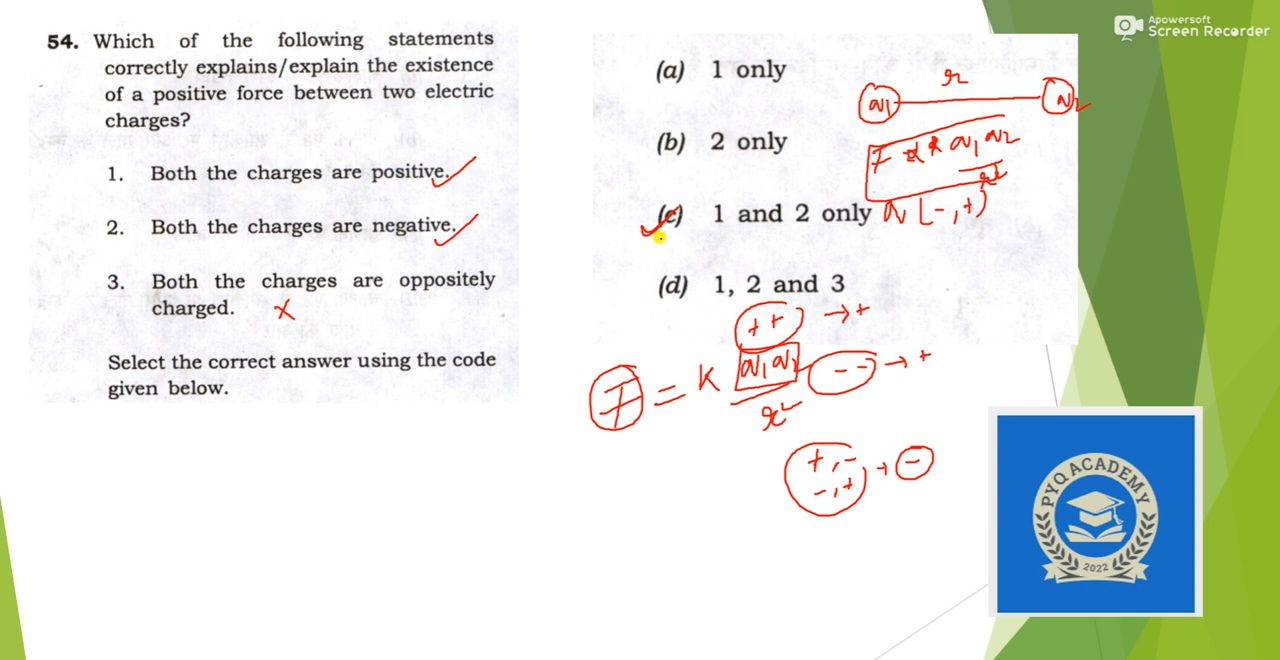 Apowersoft
Screen Recorder
54. Which of the following statements
correctly explains/explain the existence
of a positive force between two electric
charges?
1. Both the charges are positive.
2. Both the charges are negative.
3. Both the charges are oppositely
charged.
Select the correct answer using the code
given below.
(a) 1 only
(b) 2 only
(c) 1 and 2 only
(d) 1, 2 and 3
+ + → +
- - → +
+, -
-, +
PYQ ACADEMY
2022